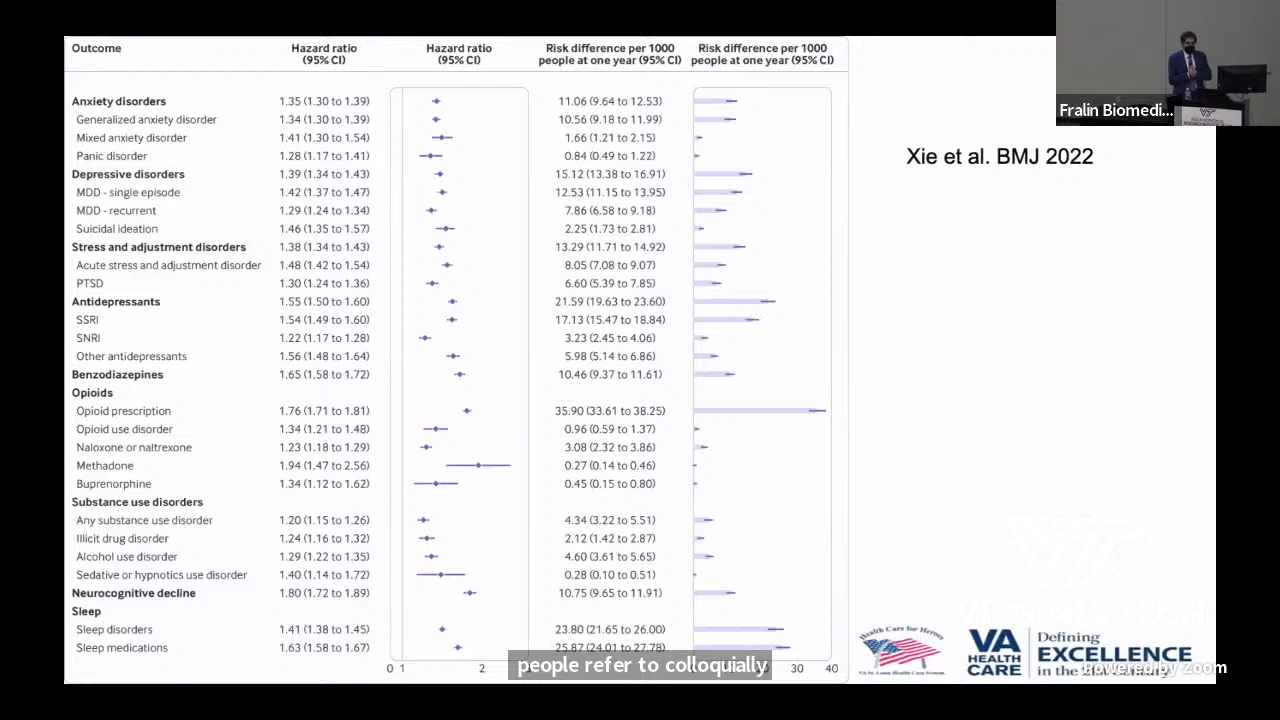 Outcome Hazard ratio (95% CI) Hazard ratio (95% CI) Risk difference per 1000 people at one year (95% CI) Risk difference per 1000 people at one year (95% CI)
Anxiety disorders 1.35 (1.30 to 1.39) 11.06 (9.64 to 12.53)
Generalized anxiety disorder 1.34 (1.30 to 1.39) 10.56 (9.18 to 11.99)
Mixed anxiety disorder 1.41 (1.30 to 1.54) 1.66 (1.21 to 2.15)
Panic disorder 1.28 (1.17 to 1.41) 0.84 (0.49 to 1.22)
Depressive disorders 1.39 (1.34 to 1.43) 15.12 (13.38 to 16.91)
MDD - single episode 1.42 (1.37 to 1.47) 12.53 (11.15 to 13.95)
MDD - recurrent 1.29 (1.24 to 1.34) 7.86 (6.58 to 9.18)
Suicidal ideation 1.46 (1.35 to 1.57) 2.25 (1.73 to 2.81)
Stress and adjustment disorders 1.38 (1.34 to 1.43) 13.29 (11.71 to 14.92)
Acute stress and adjustment disorder 1.48 (1.42 to 1.54) 8.05 (7.08 to 9.07)
PTSD 1.30 (1.24 to 1.36) 6.60 (5.39 to 7.85)
Antidepressants 1.55 (1.50 to 1.60) 21.59 (19.63 to 23.60)
SSRI 1.54 (1.49 to 1.60) 17.13 (15.47 to 18.84)
SNRI 1.22 (1.17 to 1.28) 3.23 (2.45 to 4.06)
Other antidepressants 1.56 (1.48 to 1.64) 5.98 (5.14 to 6.86)
Benzodiazepines 1.65 (1.58 to 1.72) 10.46 (9.37 to 11.61)
Opioids
Opioid prescription 1.76 (1.71 to 1.81) 35.90 (33.61 to 38.25)
Opioid use disorder 1.34 (1.21 to 1.48) 0.96 (0.59 to 1.37)
Naloxone or naltrexone 1.23 (1.18 to 1.29) 3.08 (2.32 to 3.86)
Methadone 1.94 (1.47 to 2.56) 0.27 (0.14 to 0.46)
Buprenorphine 1.34 (1.12 to 1.62) 0.45 (0.15 to 0.80)
Substance use disorders
Any substance use disorder 1.20 (1.15 to 1.26) 4.34 (3.22 to 5.51)
Illicit drug disorder 1.24 (1.16 to 1.32) 2.12 (1.42 to 2.87)
Alcohol use disorder 1.29 (1.22 to 1.35) 4.60 (3.61 to 5.65)
Sedative or hypnotics use disorder 1.40 (1.14 to 1.72) 0.28 (0.10 to 0.51)
Neurocognitive decline 1.80 (1.72 to 1.89) 10.75 (9.65 to 11.91)
Sleep
Sleep disorders 1.41 (1.38 to 1.45) 23.80 (21.65 to 26.00)
Sleep medications 1.63 (1.58 to 1.67) 25.87 (24.01 to 27.78)
0 1 2 30 40
people refer to colloquially
Fralin Biomedi...
Xie et al. BMJ 2022
Health Care for Heroes
VA St. Louis Health Care System
VA HEALTH CARE
Defining
EXCELLENCE
in the 21st Century
VIRGINIA TECH
Powered by Zoom